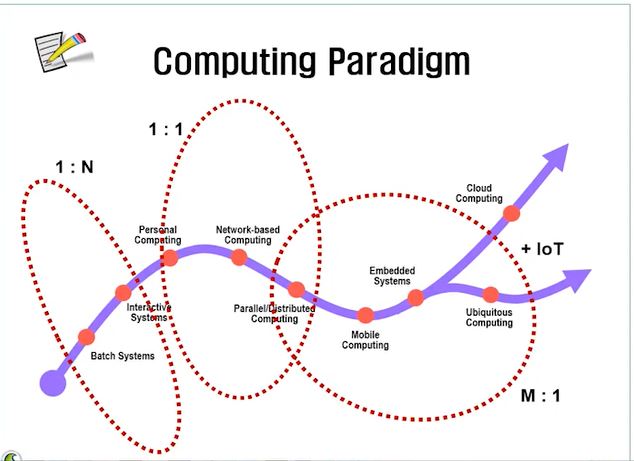 Computing Paradigm
1 : 1
1 : N
Cloud
Computing
Personal
Computing
Network-based
Computing
+ IoT
Embedded
Systems
Interactive
Systems
Parallel/Distributed
Computing
Ubiquitous
Computing
Mobile
Computing
Batch Systems
M : 1